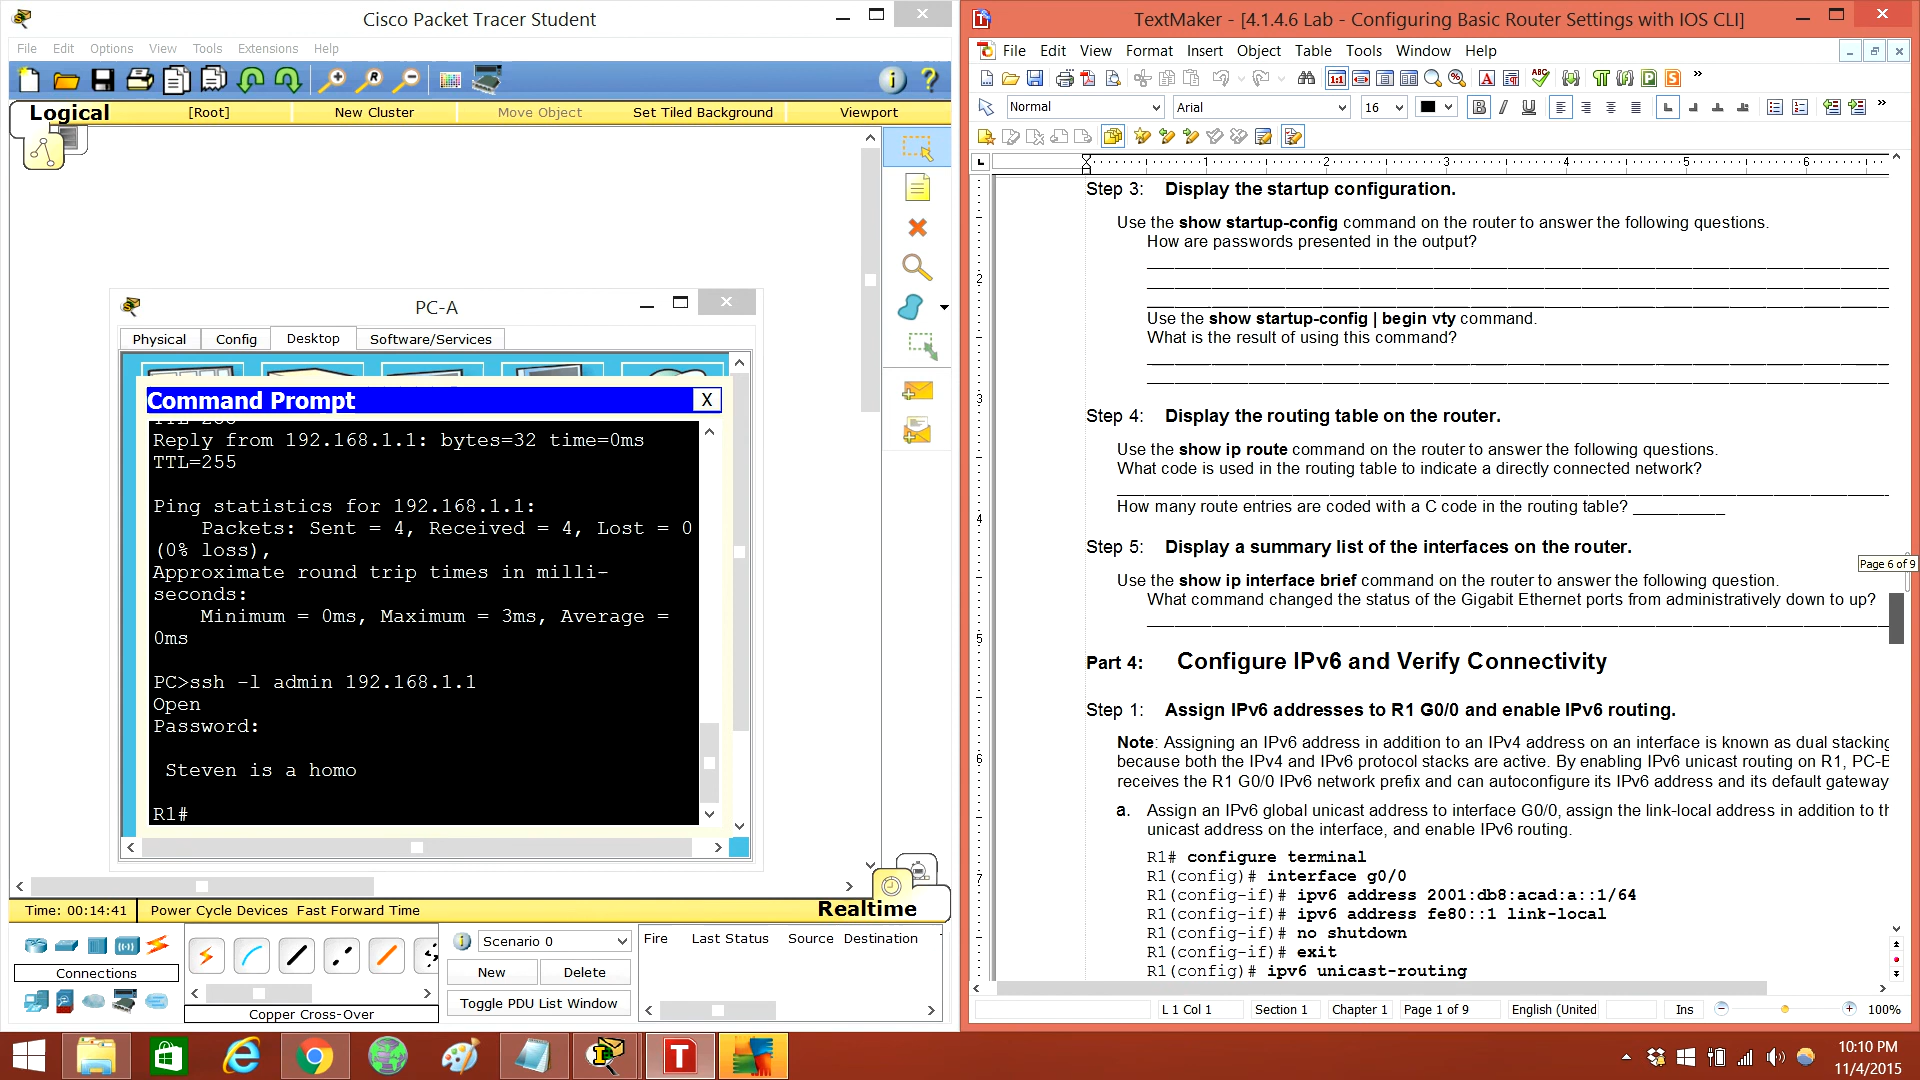 Cisco Packet Tracer Student
File Edit Options View Tools Extensions Help
Logical [Root] New Cluster Move Object Set Tiled Background Viewport
PC-A
Physical Config Desktop Software/Services
Command Prompt X
Reply from 192.168.1.1: bytes=32 time=0ms
TTL=255
Ping statistics for 192.168.1.1:
Packets: Sent = 4, Received = 4, Lost = 0
(0% loss),
Approximate round trip times in milli-
seconds:
Minimum = 0ms, Maximum = 3ms, Average =
0ms
PC>ssh -l admin 192.168.1.1
Open
Password:
Steven is a homo
R1#
Time: 00:14:41 Power Cycle Devices Fast Forward Time Realtime
Connections
Copper Cross-Over
Scenario 0
New Delete
Toggle PDU List Window
Fire Last Status Source Destination
TextMaker - [4.1.4.6 Lab - Configuring Basic Router Settings with IOS CLI]
File Edit View Format Insert Object Table Tools Window Help
Normal Arial 16
1 2 3 4 5 6
Step 3: Display the startup configuration.
Use the show startup-config command on the router to answer the following questions.
How are passwords presented in the output?
Use the show startup-config | begin vty command.
What is the result of using this command?
Step 4: Display the routing table on the router.
Use the show ip route command on the router to answer the following questions.
What code is used in the routing table to indicate a directly connected network?
How many route entries are coded with a C code in the routing table? ___________
Step 5: Display a summary list of the interfaces on the router.
Page 6 of 9
Use the show ip interface brief command on the router to answer the following question.
What command changed the status of the Gigabit Ethernet ports from administratively down to up?
Part 4: Configure IPv6 and Verify Connectivity
Step 1: Assign IPv6 addresses to R1 G0/0 and enable IPv6 routing.
Note: Assigning an IPv6 address in addition to an IPv4 address on an interface is known as dual stacking
because both the IPv4 and IPv6 protocol stacks are active. By enabling IPv6 unicast routing on R1, PC-B
receives the R1 G0/0 IPv6 network prefix and can autoconfigure its IPv6 address and its default gateway
a. Assign an IPv6 global unicast address to interface G0/0, assign the link-local address in addition to th
unicast address on the interface, and enable IPv6 routing.
R1# configure terminal
R1(config)# interface g0/0
R1(config-if)# ipv6 address 2001:db8:acad:a::1/64
R1(config-if)# ipv6 address fe80::1 link-local
R1(config-if)# no shutdown
R1(config-if)# exit
R1(config)# ipv6 unicast-routing
L 1 Col 1 Section 1 Chapter 1 Page 1 of 9 English (United Ins 100%
10:10 PM
11/4/2015